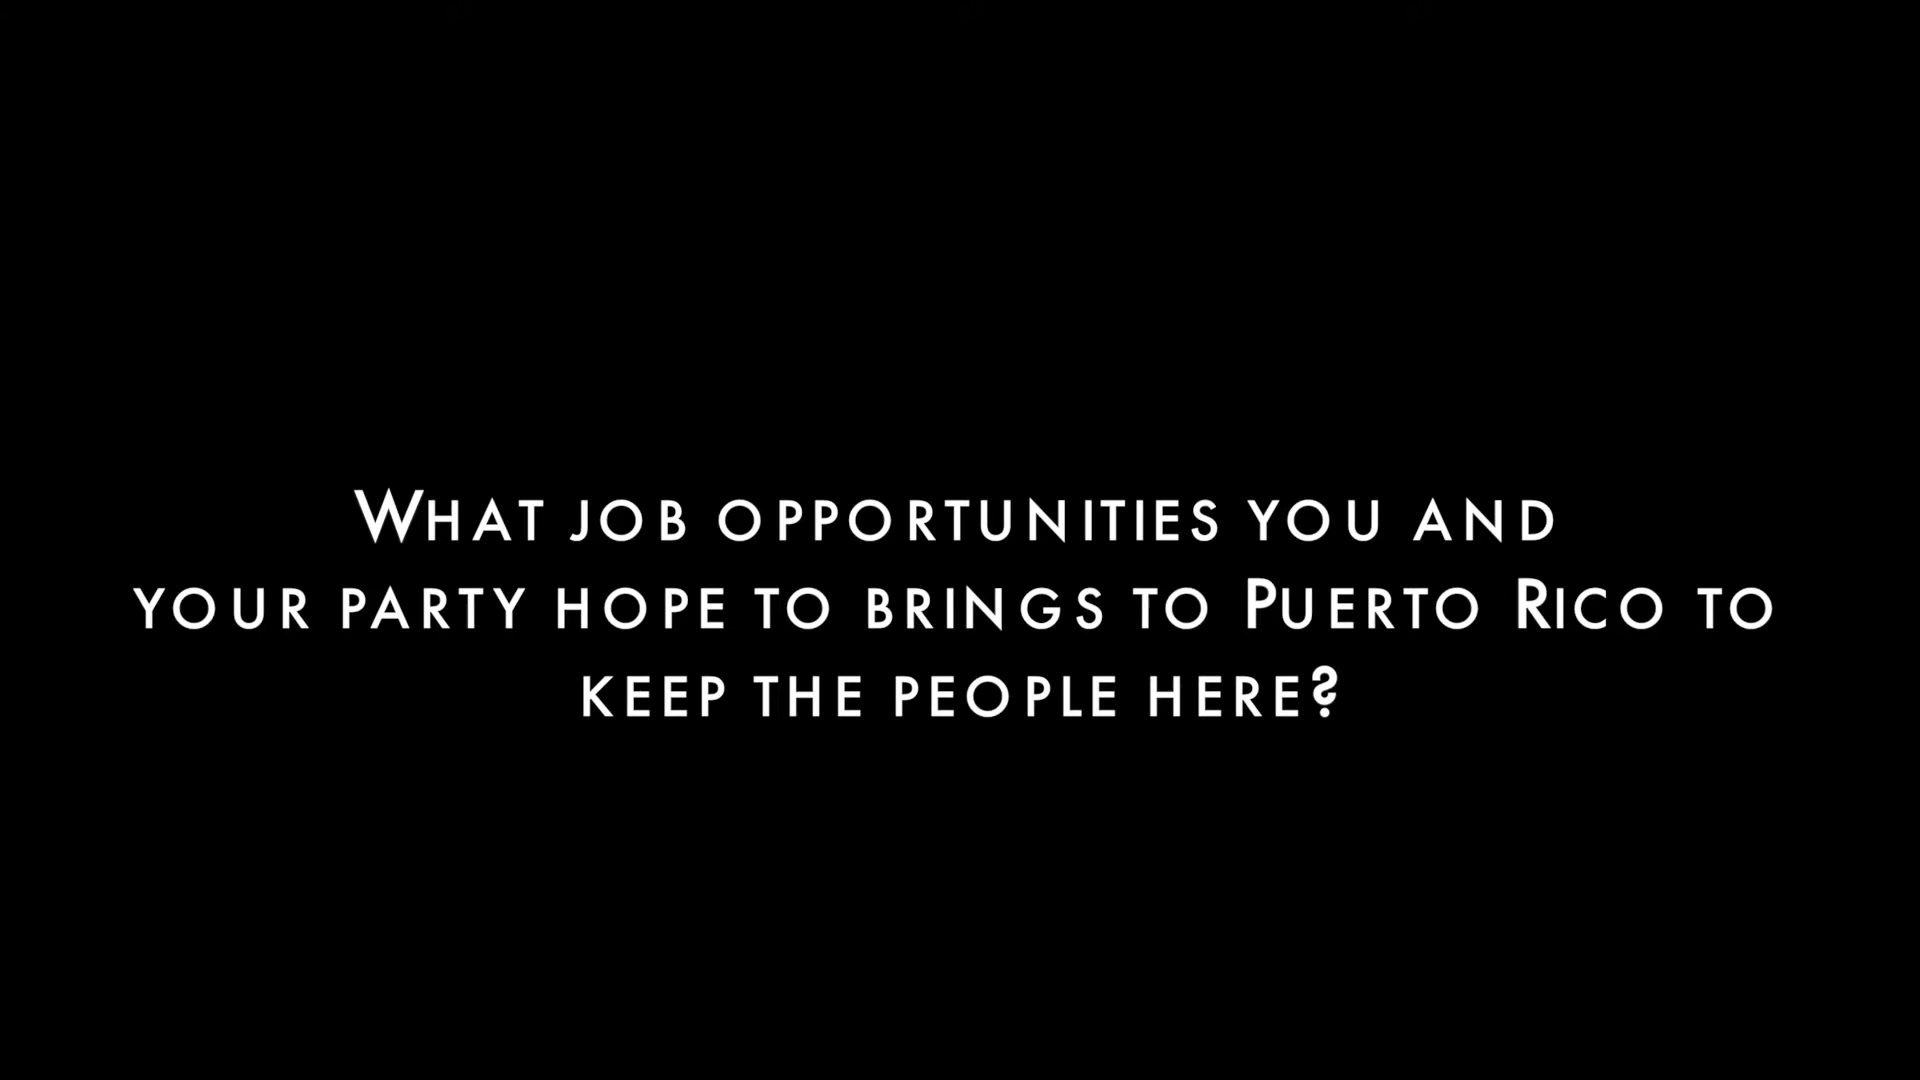 What job opportunities you and
your party hope to brings to Puerto Rico to
keep the people here?